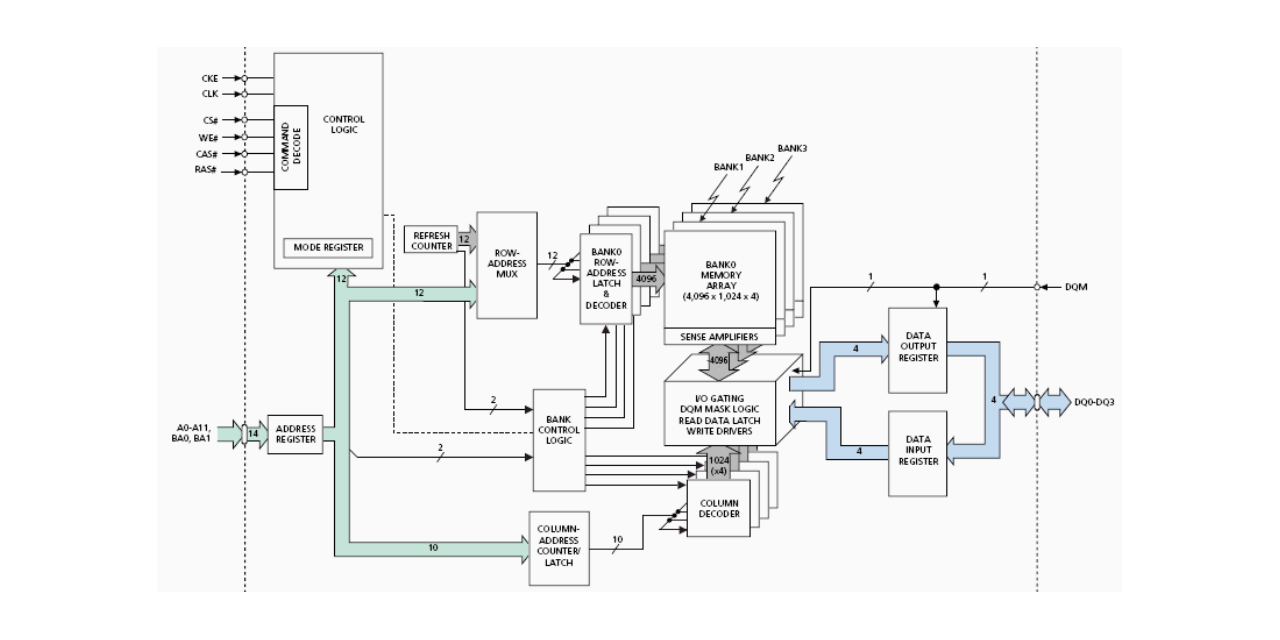 CKE
CLK
CS#
WE#
CAS#
RAS#
COMMAND
DECODE
CONTROL
LOGIC
MODE REGISTER
12
12
REFRESH
COUNTER
12
ROW-
ADDRESS
MUX
12
BANK0
ROW-
ADDRESS
LATCH
&
DECODER
4096
BANK1
BANK2
BANK3
BANK0
MEMORY
ARRAY
(4,096 x 1,024 x 4)
SENSE AMPLIFIERS
4096
I/O GATING
DQM MASK LOGIC
READ DATA LATCH
WRITE DRIVERS
1
1
DQM
DATA
OUTPUT
REGISTER
4
4
DQ0-DQ3
DATA
INPUT
REGISTER
4
A0-A11,
BA0, BA1
14
ADDRESS
REGISTER
2
2
BANK
CONTROL
LOGIC
1024
(x4)
COLUMN
DECODER
10
COLUMN-
ADDRESS
COUNTER/
LATCH
10